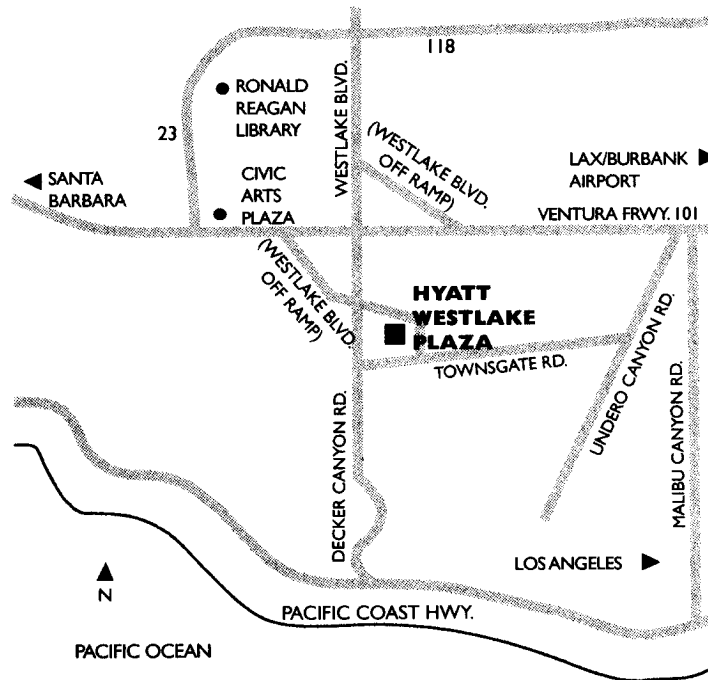 118
RONALD
REAGAN
LIBRARY
WESTLAKE BLVD.
23
(WESTLAKE BLVD.
OFF RAMP)
LAX/BURBANK
AIRPORT
SANTA
BARBARA
CIVIC
ARTS
PLAZA
VENTURA FRWY. 101
(WESTLAKE BLVD.
OFF RAMP)
HYATT
WESTLAKE
PLAZA
TOWNSGATE RD.
UNDERO CANYON RD.
MALIBU CANYON RD.
DECKER CANYON RD.
LOS ANGELES
N
PACIFIC COAST HWY.
PACIFIC OCEAN